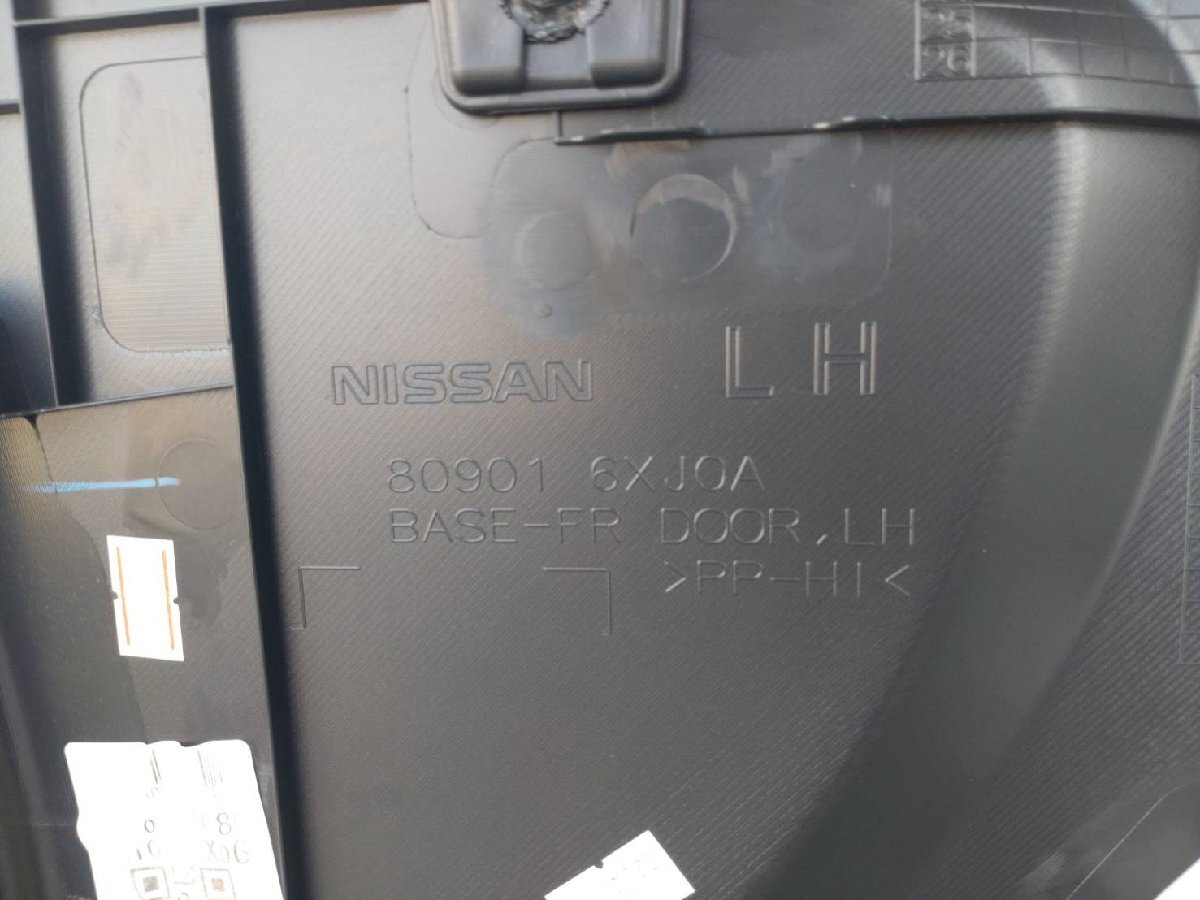 NISSAN LH
80901 6XJ0A
BASE-FR DOOR,LH
>PP-HI<